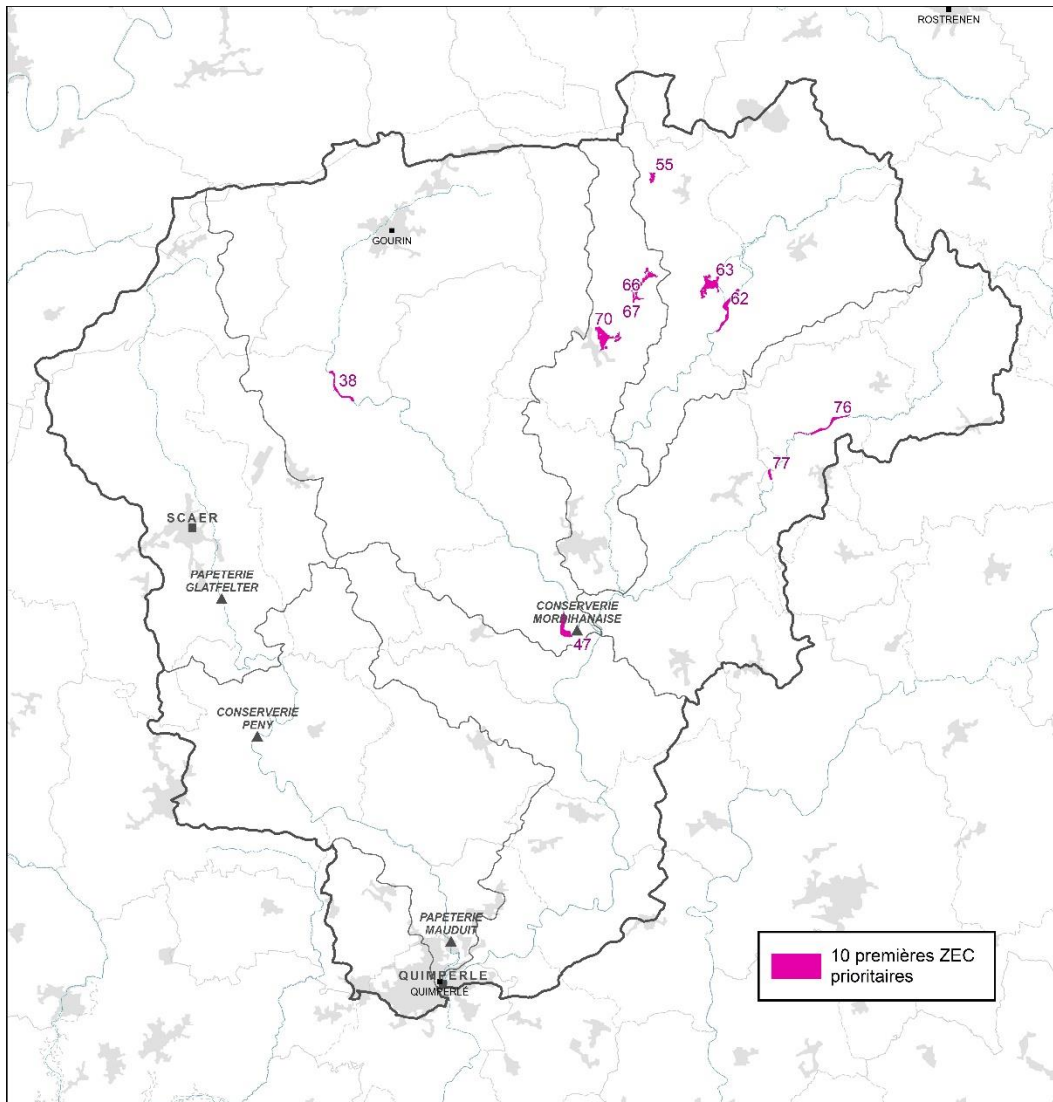 ROSTRENEN
55
GOURIN
63
66
62
67
70
38
76
77
SCAER
PAPETERIE
GLATFELTER
CONSERVERIE
MORBIHANAISE
47
CONSERVERIE
PENY
PAPETERIE
MAUDUIT
QUIMPERLE
QUIMPERLÉ
10 premières ZEC
prioritaires